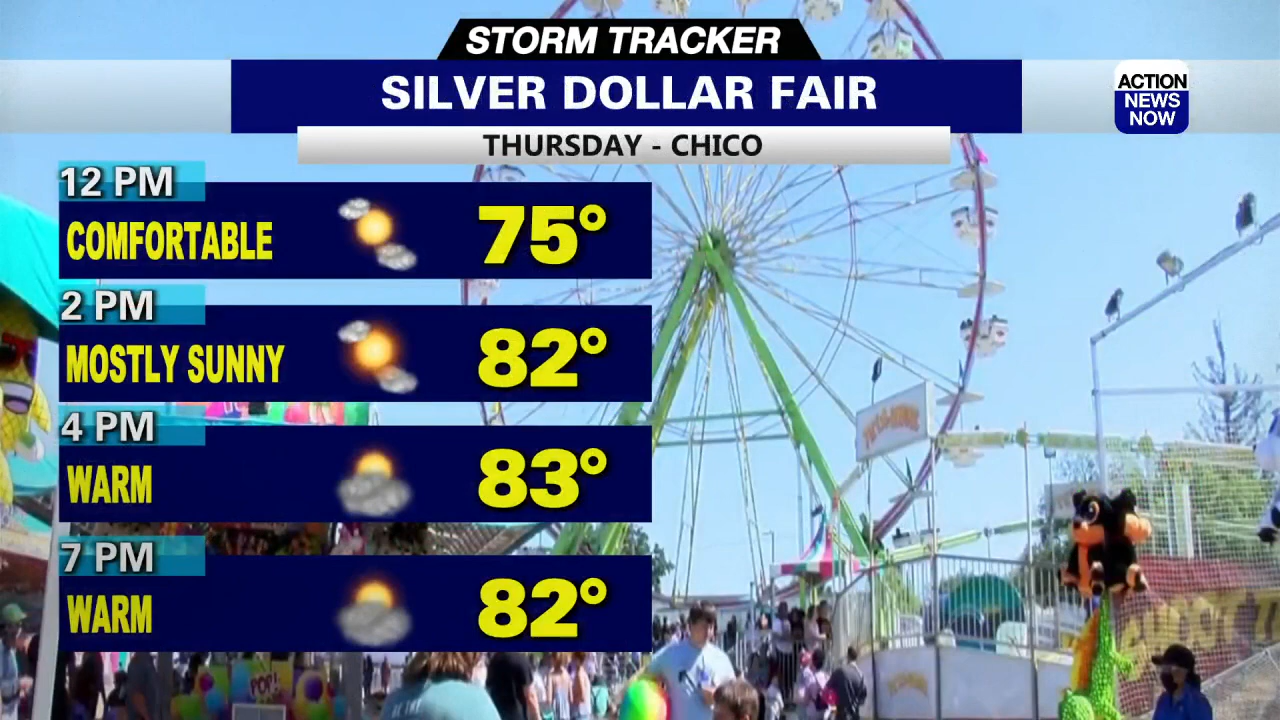 STORM TRACKER
SILVER DOLLAR FAIR
THURSDAY - CHICO
ACTION
NEWS
NOW
12 PM
COMFORTABLE
75°
2 PM
MOSTLY SUNNY
82°
4 PM
WARM
83°
7 PM
WARM
82°
POP!